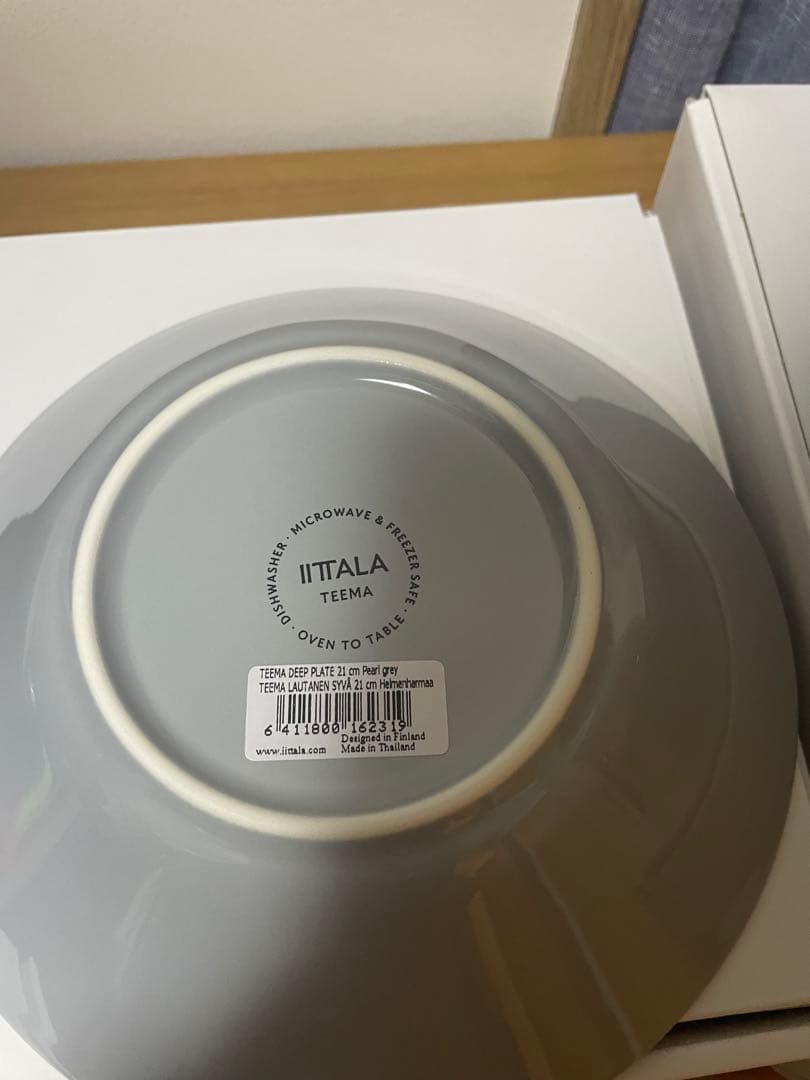 DISHWASHER · MICROWAVE & FREEZER SAFE ·
IITTALA
TEEMA
OVEN TO TABLE ·
TEEMA DEEP PLATE 21 cm Pearl grey
TEEMA LAUTANEN SYVÄ 21 cm Helmenharmaa
6 411800 162319
Designed in Finland
www.iittala.com Made in Thailand